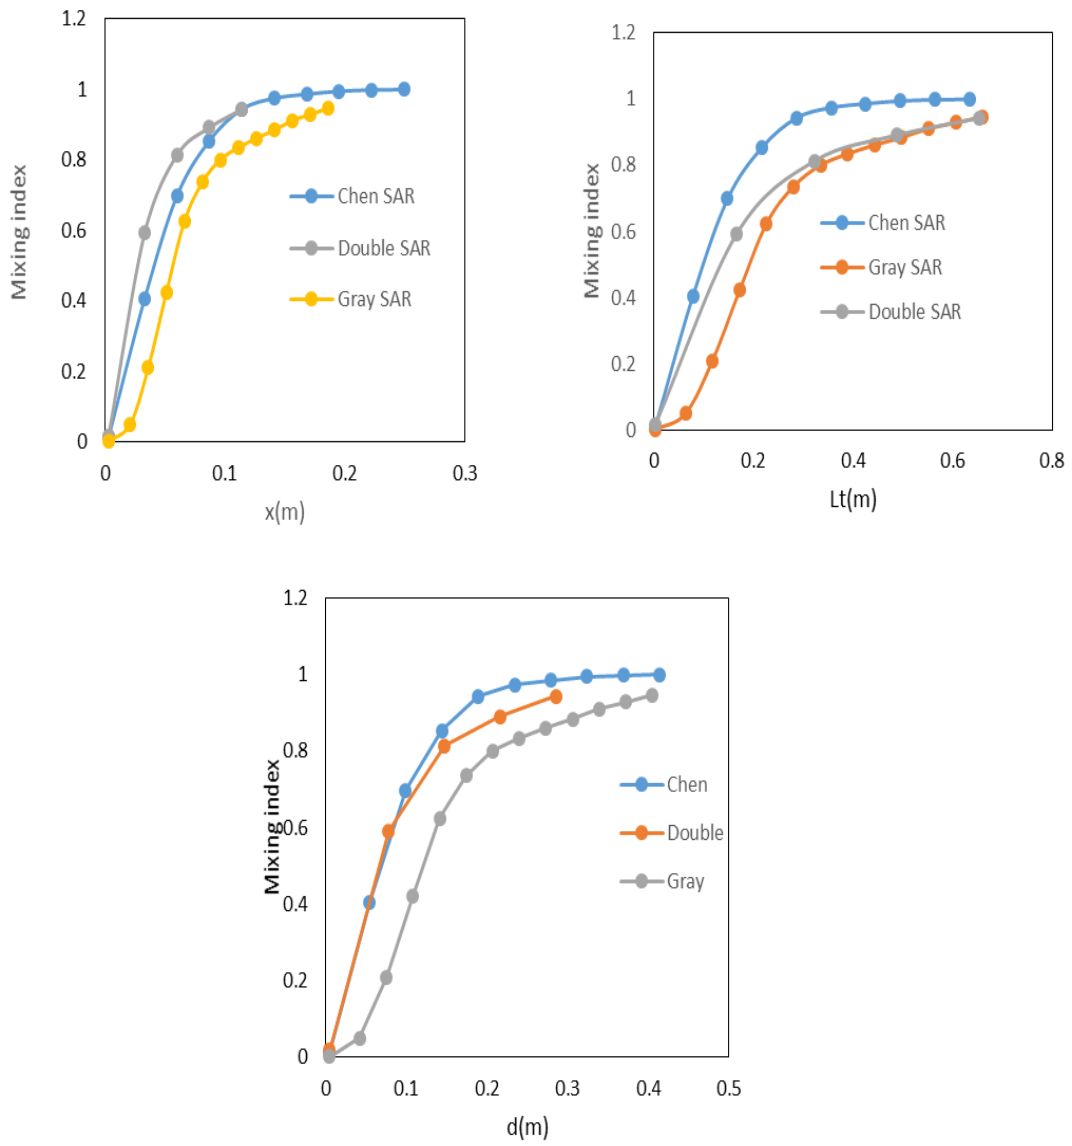 1.2
1
0.8
0.6
0.4
0.2
0
0 0.1 0.2 0.3
Mixing index
x(m)
Chen SAR
Double SAR
Gray SAR
1.2
1
0.8
0.6
0.4
0.2
0
0 0.2 0.4 0.6 0.8
Mixing index
Lt(m)
Chen SAR
Gray SAR
Double SAR
1.2
1
0.8
0.6
0.4
0.2
0
0 0.1 0.2 0.3 0.4 0.5
Mixing index
d(m)
Chen
Double
Gray